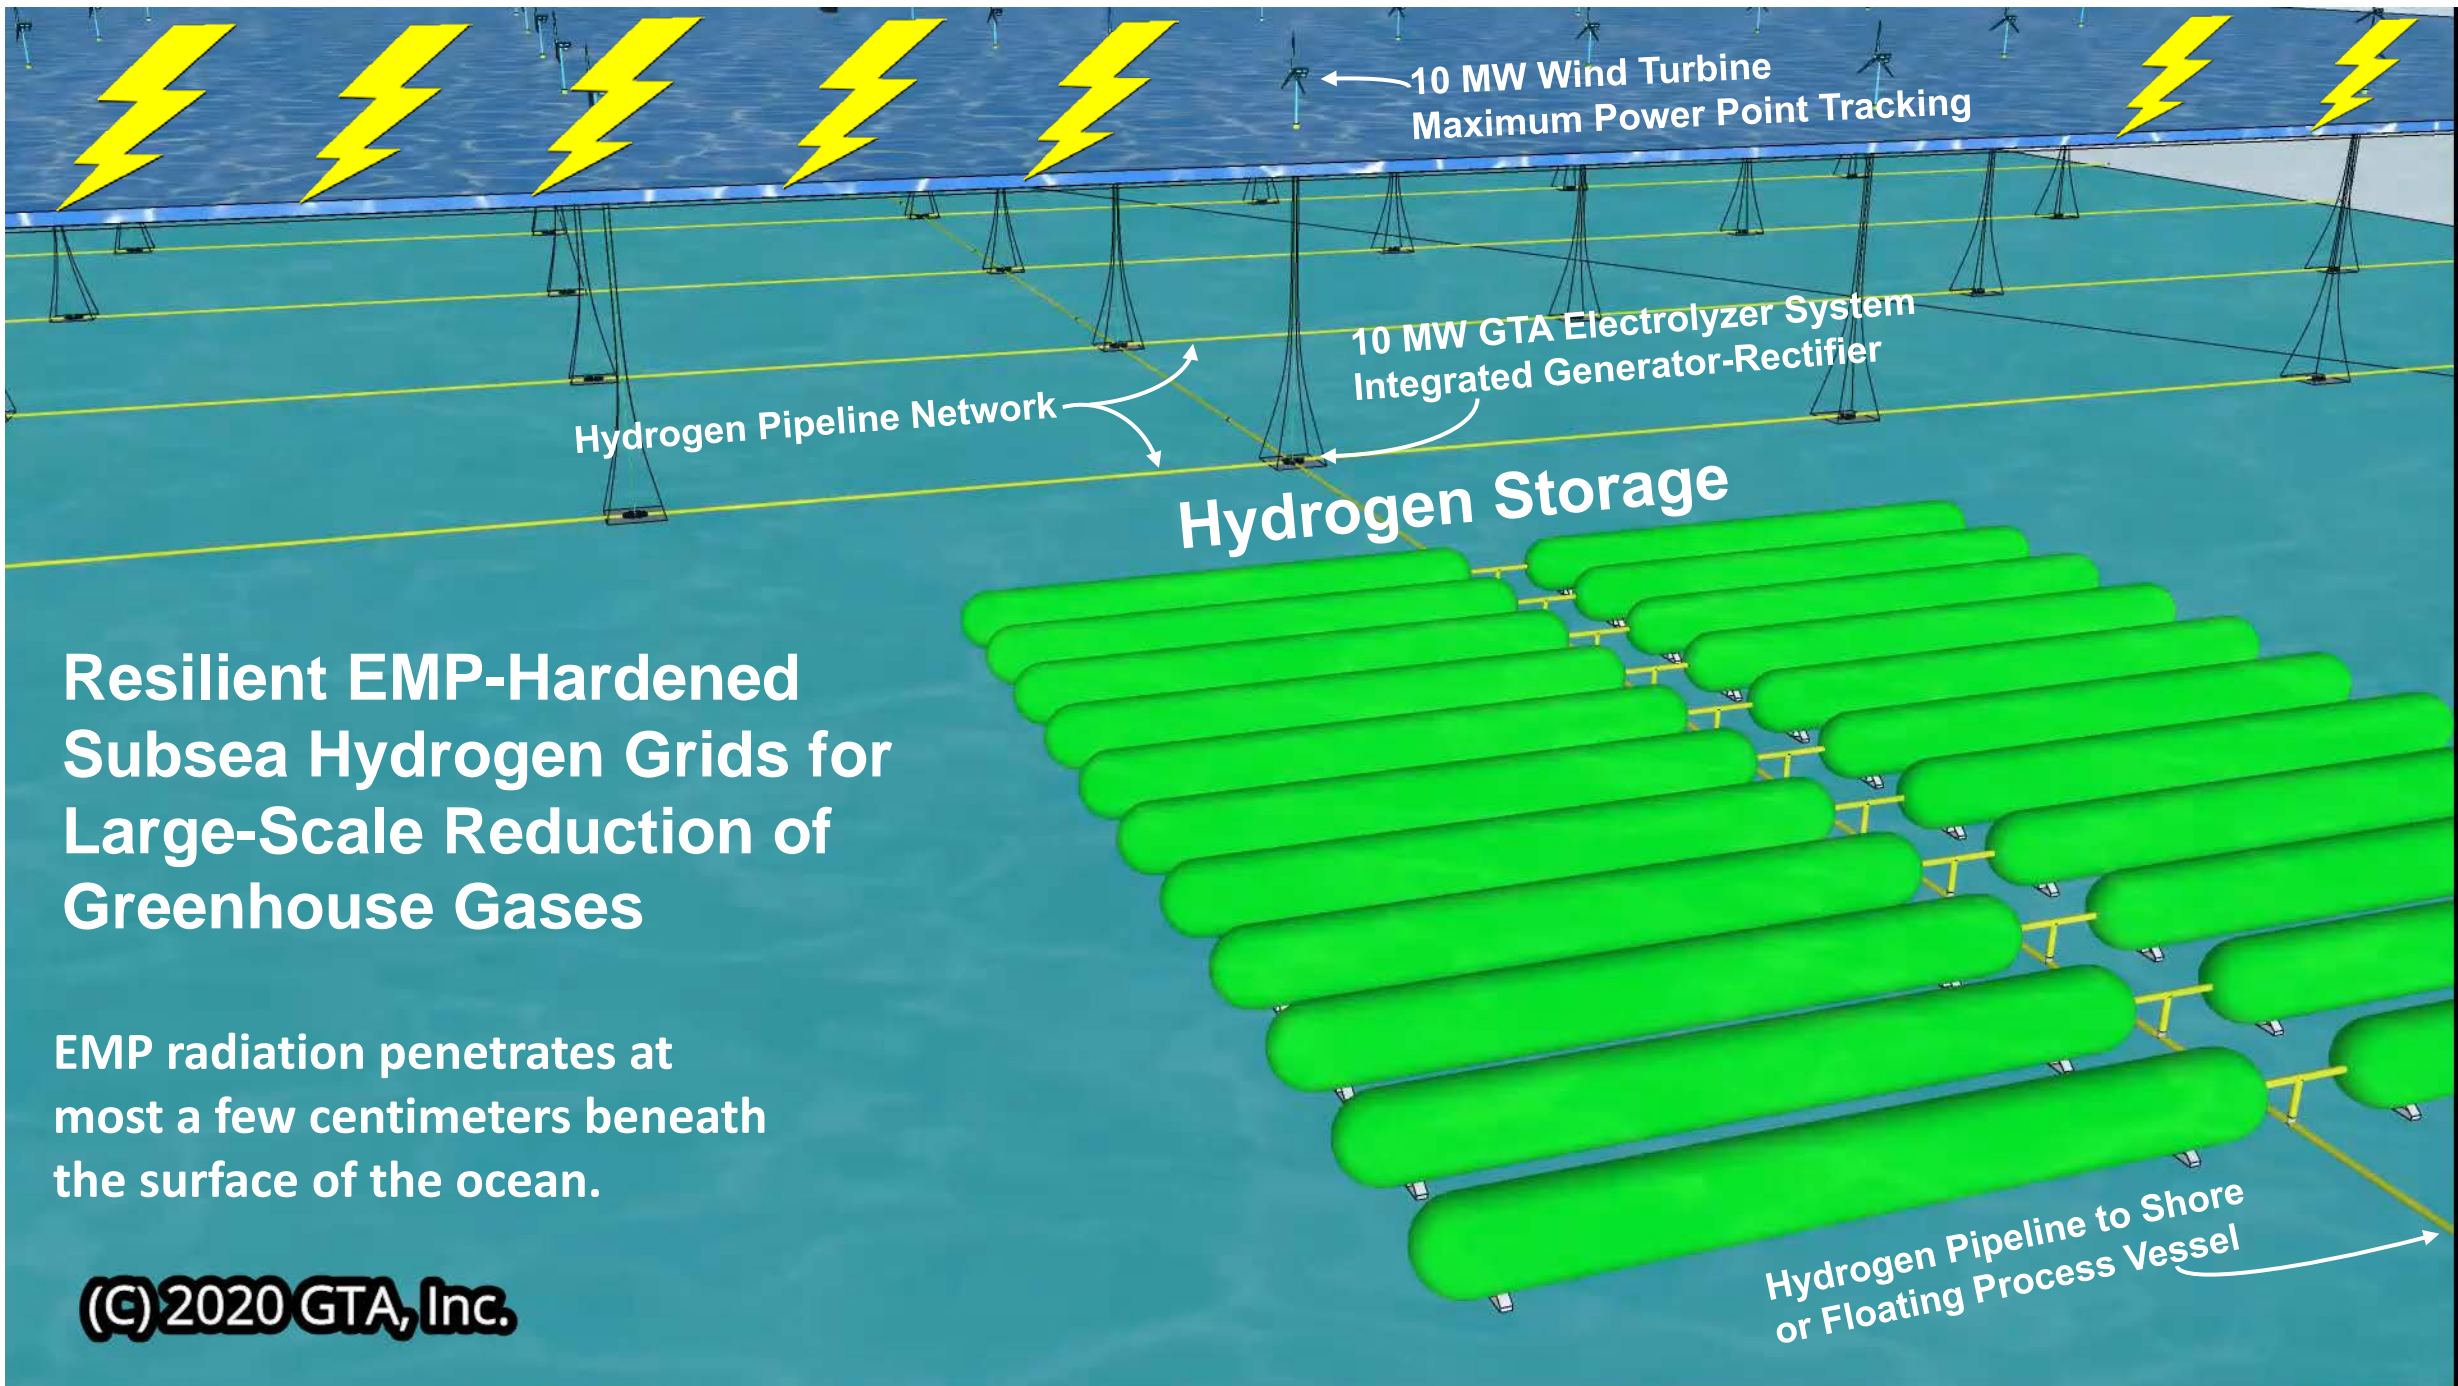 10 MW Wind Turbine
Maximum Power Point Tracking
10 MW GTA Electrolyzer System
Integrated Generator-Rectifier
Hydrogen Pipeline Network
Hydrogen Storage
Resilient EMP-Hardened
Subsea Hydrogen Grids for
Large-Scale Reduction of
Greenhouse Gases
EMP radiation penetrates at
most a few centimeters beneath
the surface of the ocean.
Hydrogen Pipeline to Shore
or Floating Process Vessel
(C) 2020 GTA, Inc.